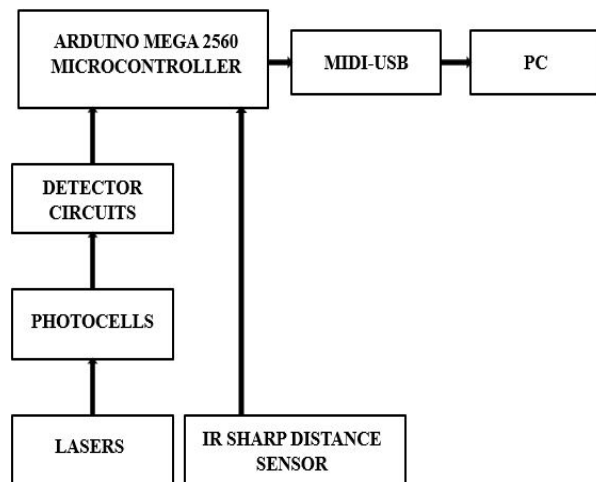 ARDUINO MEGA 2560
MICROCONTROLLER
MIDI-USB
PC
DETECTOR
CIRCUITS
PHOTOCELLS
LASERS
IR SHARP DISTANCE
SENSOR